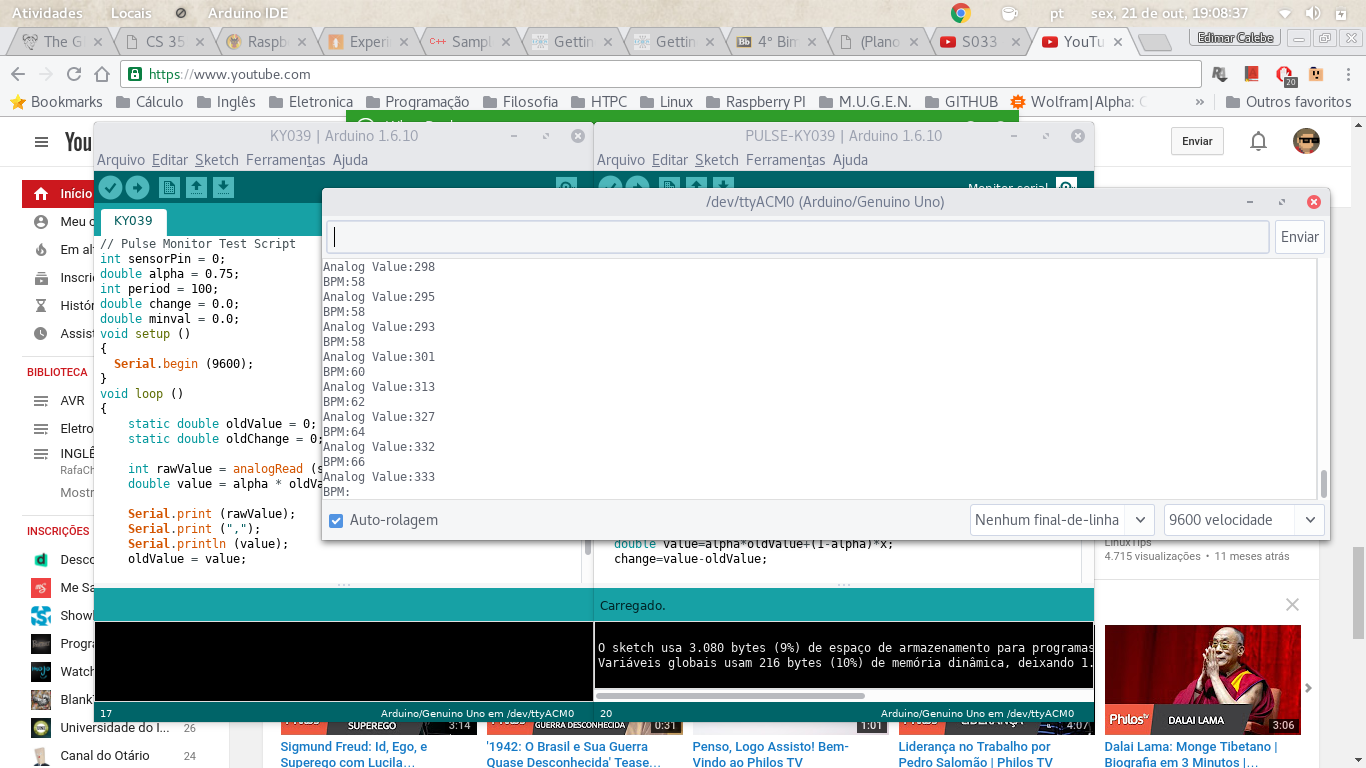 Atividades Locais Arduino IDE pt sex, 21 de out, 19:08:37
The G CS 35 Raspb Experi Sampl Gettin Gettin 4º Bim (Plano S033 YouTu Edimar Calebe
https://www.youtube.com
20
Bookmarks Cálculo Inglês Eletronica Programação Filosofia HTPC Linux Raspberry PI M.U.G.E.N. GITHUB Wolfram|Alpha: » Outros favoritos
You
Enviar
KY039 | Arduino 1.6.10
PULSE-KY039 | Arduino 1.6.10
Arquivo Editar Sketch Ferramentas Ajuda
Arquivo Editar Sketch Ferramentas Ajuda
Monitor serial
KY039
// Pulse Monitor Test Script
int sensorPin = 0;
double alpha = 0.75;
int period = 100;
double change = 0.0;
double minval = 0.0;
void setup ()
{
Serial.begin (9600);
}
void loop ()
{
static double oldValue = 0;
static double oldChange = 0;
int rawValue = analogRead (s
double value = alpha * oldVa
Serial.print (rawValue);
Serial.print (",");
Serial.println (value);
oldValue = value;
/dev/ttyACM0 (Arduino/Genuino Uno)
Enviar
Analog Value:298
BPM:58
Analog Value:295
BPM:58
Analog Value:293
BPM:58
Analog Value:301
BPM:60
Analog Value:313
BPM:62
Analog Value:327
BPM:64
Analog Value:332
BPM:66
Analog Value:333
BPM:
Auto-rolagem Nenhum final-de-linha 9600 velocidade
double value=alpha*oldValue+(1-alpha)*x;
change=value-oldValue;
Carregado.
O sketch usa 3.080 bytes (9%) de espaço de armazenamento para programas
Variáveis globais usam 216 bytes (10%) de memória dinâmica, deixando 1.
17 Arduino/Genuino Uno em /dev/ttyACM0
20 Arduino/Genuino Uno em /dev/ttyACM0
Início
Meu c
Em alt
Inscriç
Histór
Assist
BIBLIOTECA
AVR
Eletro
INGLÊ
RafaCh
Mostr
INSCRIÇÕES
Desco
Me Sa
Showl
Progra
Watch
BlankT
Universidade do I... 26
Canal do Otário 24
LinuxTips
4.715 visualizações • 11 meses atrás
SUPEREGO 3:14
GUERRA DESCONHECIDA 0:31
1:01
4:07
Philos TV DALAI LAMA 3:06
Sigmund Freud: Id, Ego, e
Superego com Lucila...
'1942: O Brasil e Sua Guerra
Quase Desconhecida' Tease...
Penso, Logo Assisto! Bem-
Vindo ao Philos TV
Liderança no Trabalho por
Pedro Salomão | Philos TV
Dalai Lama: Monge Tibetano |
Biografia em 3 Minutos |...